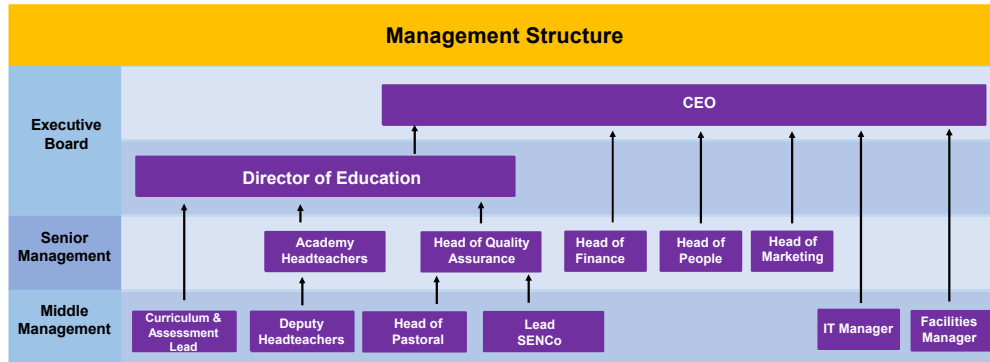 Management Structure
Executive
Board
CEO
Director of Education
Senior
Management
Academy
Headteachers
Head of Quality
Assurance
Head of
Finance
Head of
People
Head of
Marketing
Middle
Management
Curriculum &
Assessment
Lead
Deputy
Headteachers
Head of
Pastoral
Lead
SENCo
IT Manager
Facilities
Manager